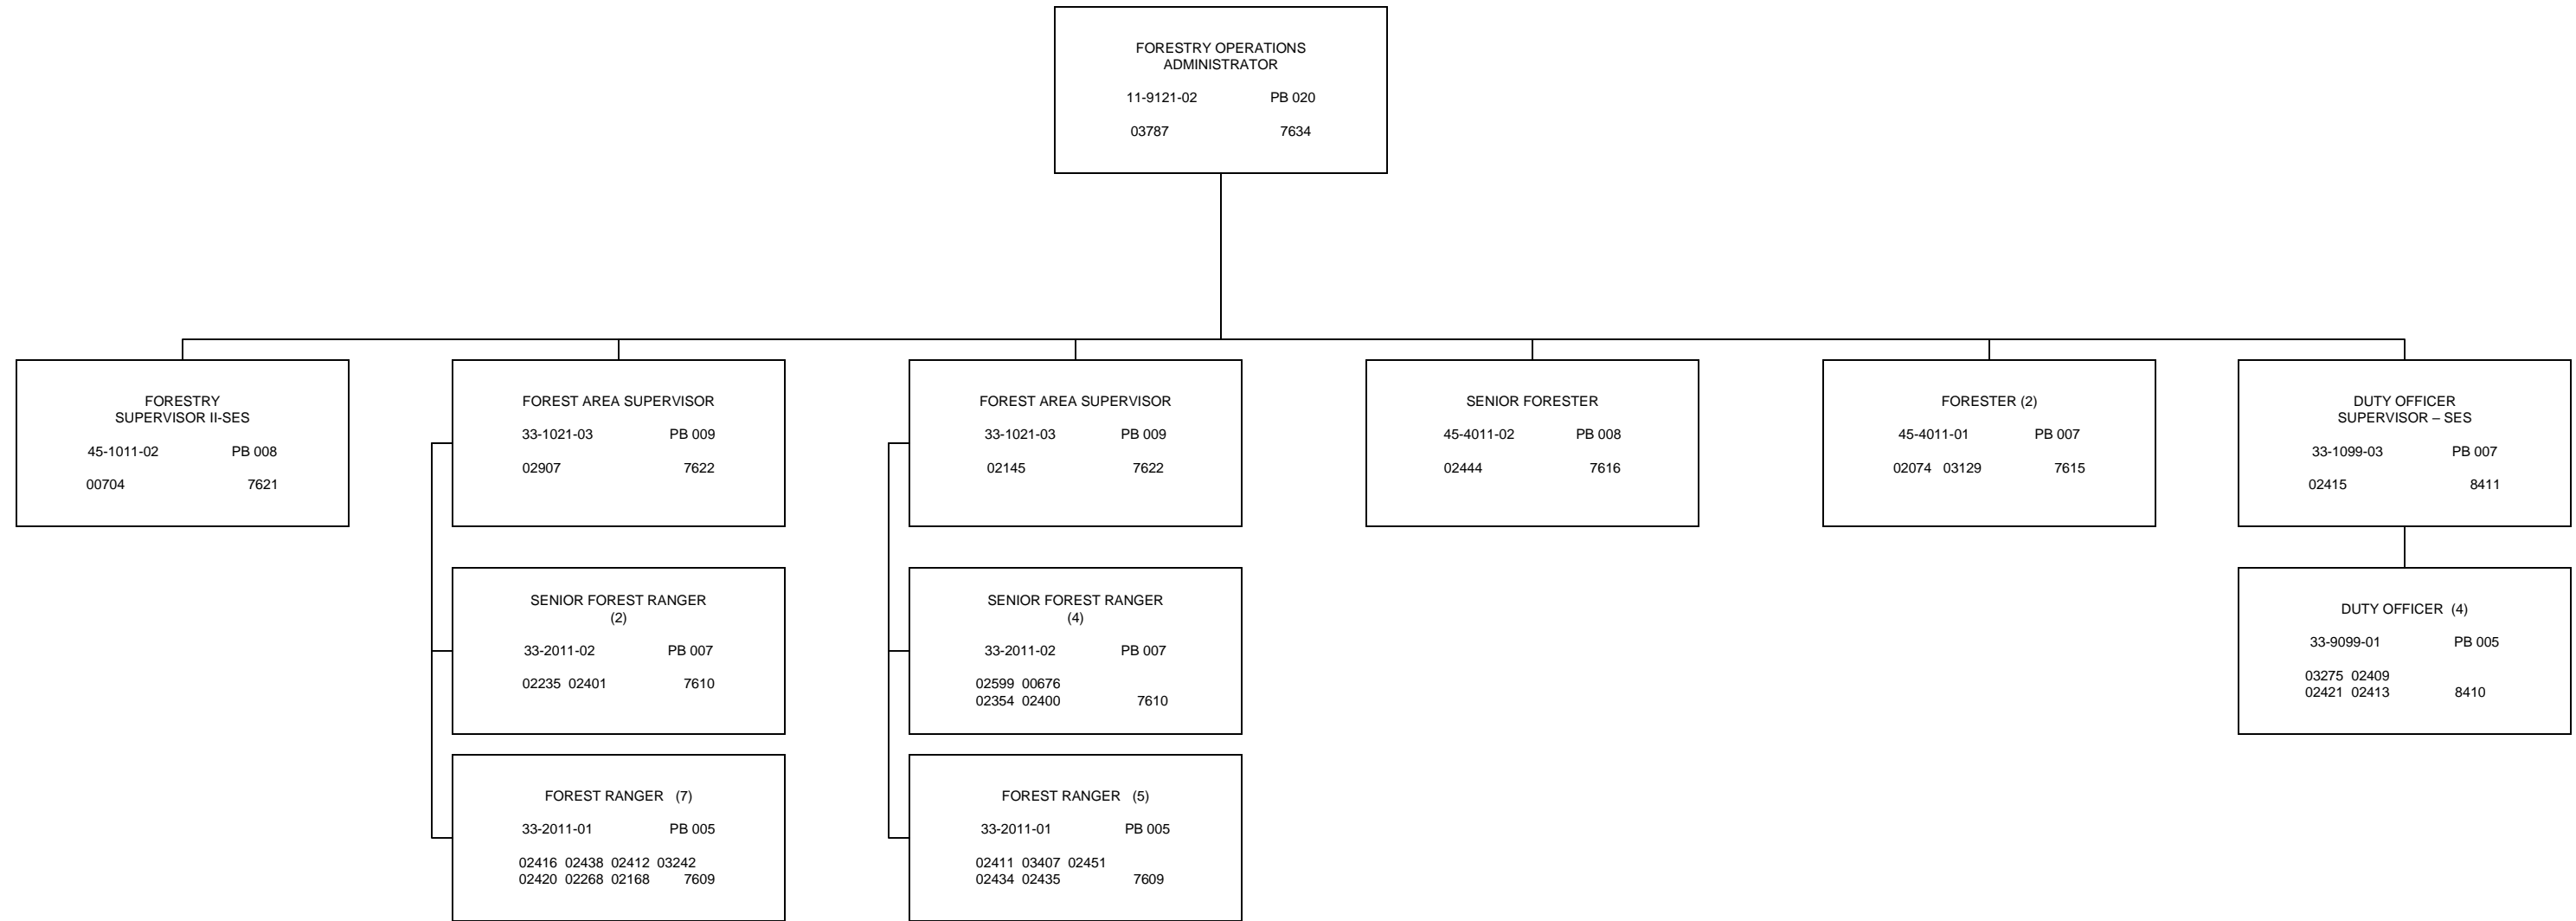 FORESTRY OPERATIONS
ADMINISTRATOR
11-9121-02 PB 020
03787 7634
FORESTRY
SUPERVISOR II-SES
45-1011-02 PB 008
00704 7621
FOREST AREA SUPERVISOR
33-1021-03 PB 009
02907 7622
FOREST AREA SUPERVISOR
33-1021-03 PB 009
02145 7622
SENIOR FORESTER
45-4011-02 PB 008
02444 7616
FORESTER (2)
45-4011-01 PB 007
02074 03129 7615
DUTY OFFICER
SUPERVISOR – SES
33-1099-03 PB 007
02415 8411
SENIOR FOREST RANGER
(2)
33-2011-02 PB 007
02235 02401 7610
SENIOR FOREST RANGER
(4)
33-2011-02 PB 007
02599 00676
02354 02400 7610
DUTY OFFICER (4)
33-9099-01 PB 005
03275 02409
02421 02413 8410
FOREST RANGER (7)
33-2011-01 PB 005
02416 02438 02412 03242
02420 02268 02168 7609
FOREST RANGER (5)
33-2011-01 PB 005
02411 03407 02451
02434 02435 7609